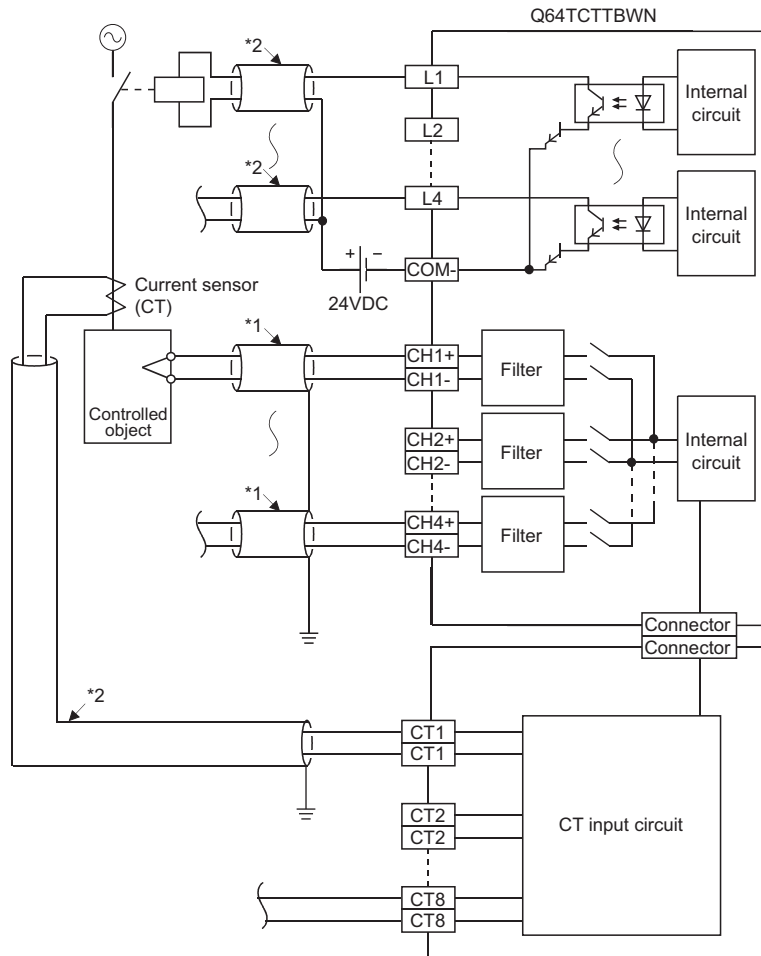 Q64TCTTBWN
*2
L1
Internal
circuit
L2
*2
L4
Internal
circuit
+
−
COM-
24VDC
Current sensor
(CT)
*1
CH1+
CH1-
Filter
Controlled
object
CH2+
CH2-
Filter
Internal
circuit
*1
CH4+
CH4-
Filter
Connector
Connector
*2
CT1
CT1
CT2
CT2
CT input circuit
CT8
CT8